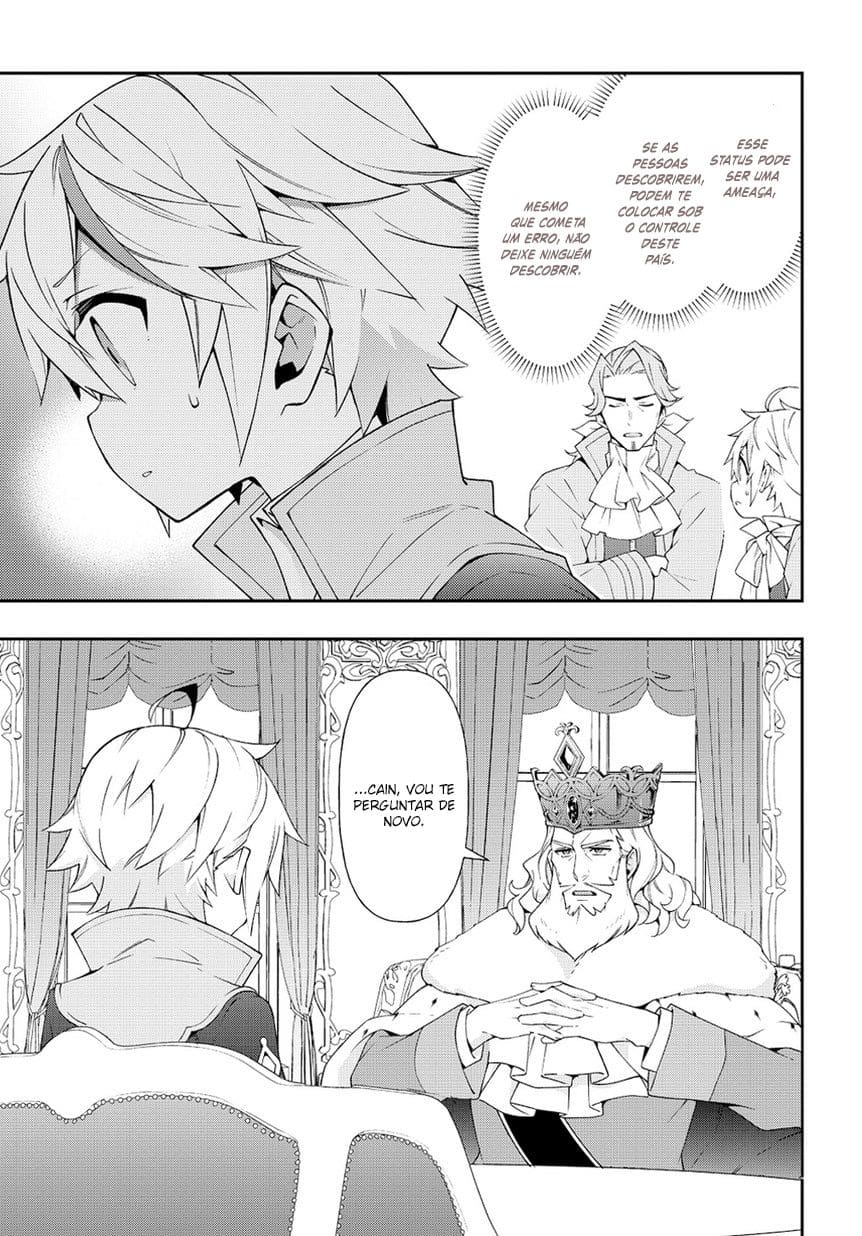 ESSE
STATUS PODE
SER UMA
AMEAÇA;
SE AS
PESSOAS
DESCOBRIREM,
PODEM TE
COLOCAR SOB
O CONTROLE
DESTE
PAÍS.
MESMO
QUE COMETA
UM ERRO, NÃO
DEIXE NINGUÉM
DESCOBRIR.
...CAIN, VOU TE
PERGUNTAR DE
NOVO.